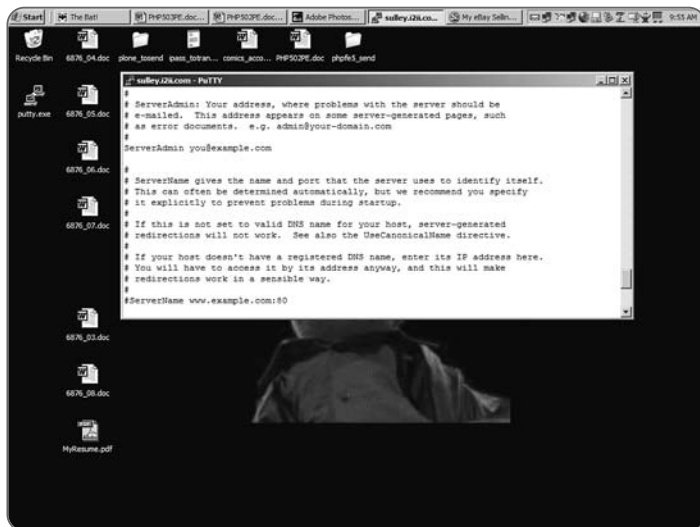 Start
The Bat!
PHP503PE.doc...
PHP502PE.doc...
Adobe Photos...
sulley.i2ii.co...
My eBay Sellin...
9:55 AM
Recycle Bin
6876_04.doc
plone_tosend
ipass_totran...
comics_acco...
PHP502PE.doc
phpfe5_send
putty.exe
6876_05.doc
6876_06.doc
6876_07.doc
6876_03.doc
6876_08.doc
MyResume.pdf
sulley.i2ii.com - PuTTY
#
# ServerAdmin: Your address, where problems with the server should be
# e-mailed. This address appears on some server-generated pages, such
# as error documents. e.g. admin@your-domain.com
#
ServerAdmin you@example.com
#
# ServerName gives the name and port that the server uses to identify itself.
# This can often be determined automatically, but we recommend you specify
# it explicitly to prevent problems during startup.
#
# If this is not set to valid DNS name for your host, server-generated
# redirections will not work. See also the UseCanonicalName directive.
#
# If your host doesn't have a registered DNS name, enter its IP address here.
# You will have to access it by its address anyway, and this will make
# redirections work in a sensible way.
#
#ServerName www.example.com:80